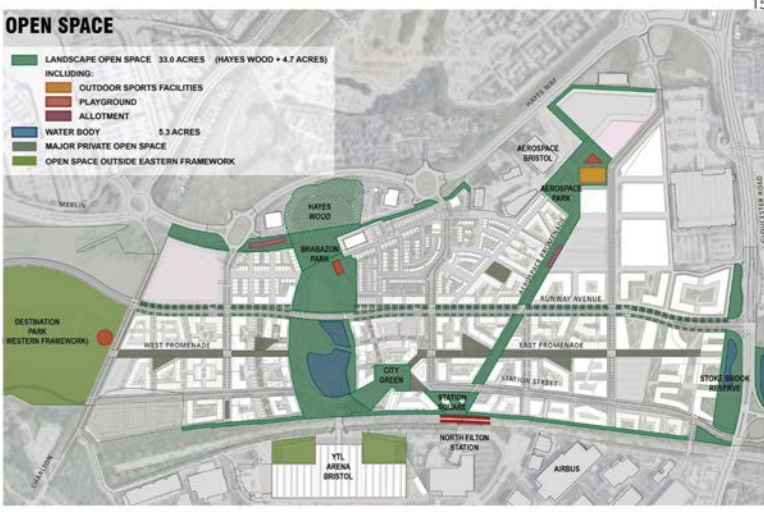 15
OPEN SPACE
LANDSCAPE OPEN SPACE 33.0 ACRES (HAYES WOOD + 4.7 ACRES)
INCLUDING:
OUTDOOR SPORTS FACILITIES
PLAYGROUND
ALLOTMENT
WATER BODY 5.3 ACRES
MAJOR PRIVATE OPEN SPACE
OPEN SPACE OUTSIDE EASTERN FRAMEWORK
HAYES WAY
AEROSPACE
BRISTOL
AEROSPACE
PARK
GLOUCESTER ROAD
MERLIN
HAYES
WOOD
BRABAZON
PARK
AEROSPACE PROMENADE
RUNWAY AVENUE
DESTINATION
PARK
(WESTERN FRAMEWORK)
WEST PROMENADE
EAST PROMENADE
CITY
GREEN
STATION STREET
STOKE BROOK
RESERVE
STATION
SQUARE
NORTH FILTON
STATION
YTL
ARENA
BRISTOL
AIRBUS
CHARLTON